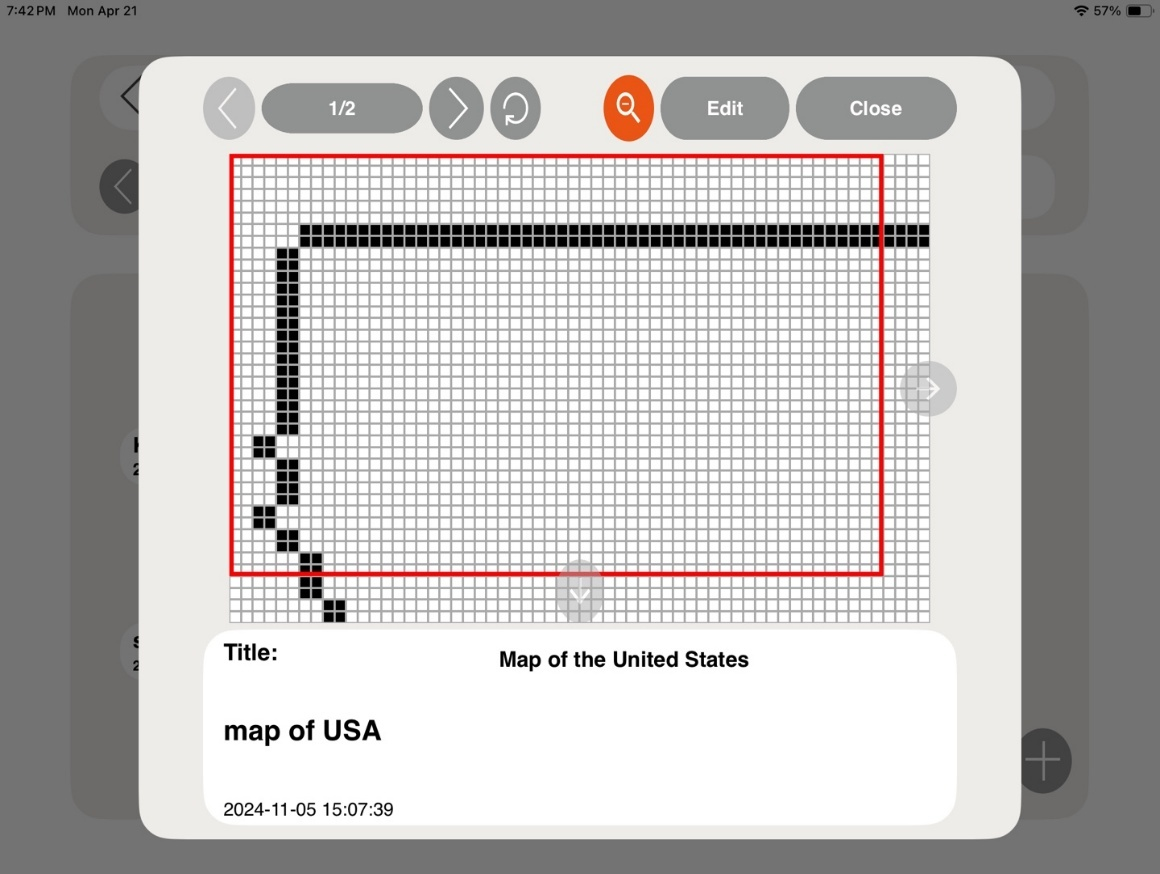 7:42 PM Mon Apr 21
57%
1/2
Edit
Close
Title:
Map of the United States
map of USA
2024-11-05 15:07:39